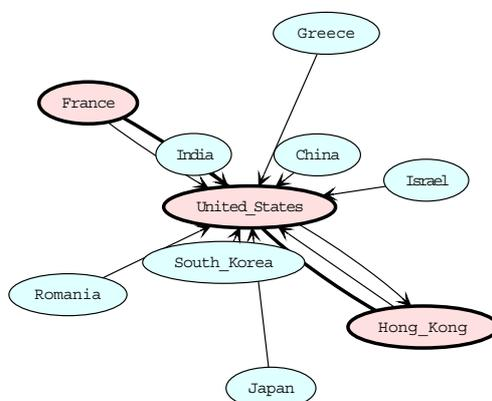 Greece
France
India
China
Israel
United_States
South_Korea
Romania
Hong_Kong
Japan